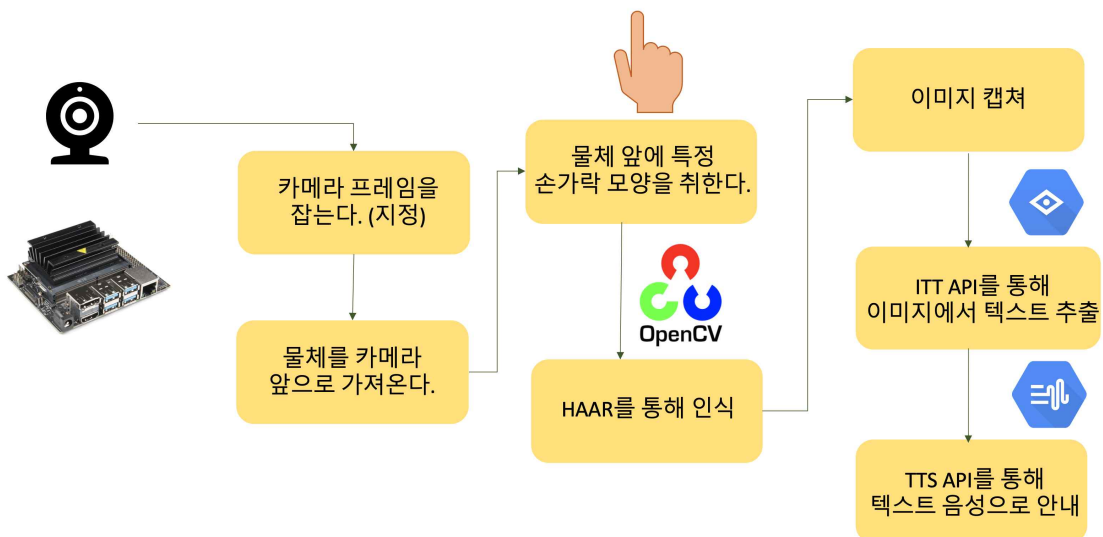 카메라 프레임을
잡는다. (지정)
물체를 카메라
앞으로 가져온다.
물체 앞에 특정
손가락 모양을 취한다.
OpenCV
HAAR를 통해 인식
이미지 캡쳐
ITT API를 통해
이미지에서 텍스트 추출
TTS API를 통해
텍스트 음성으로 안내